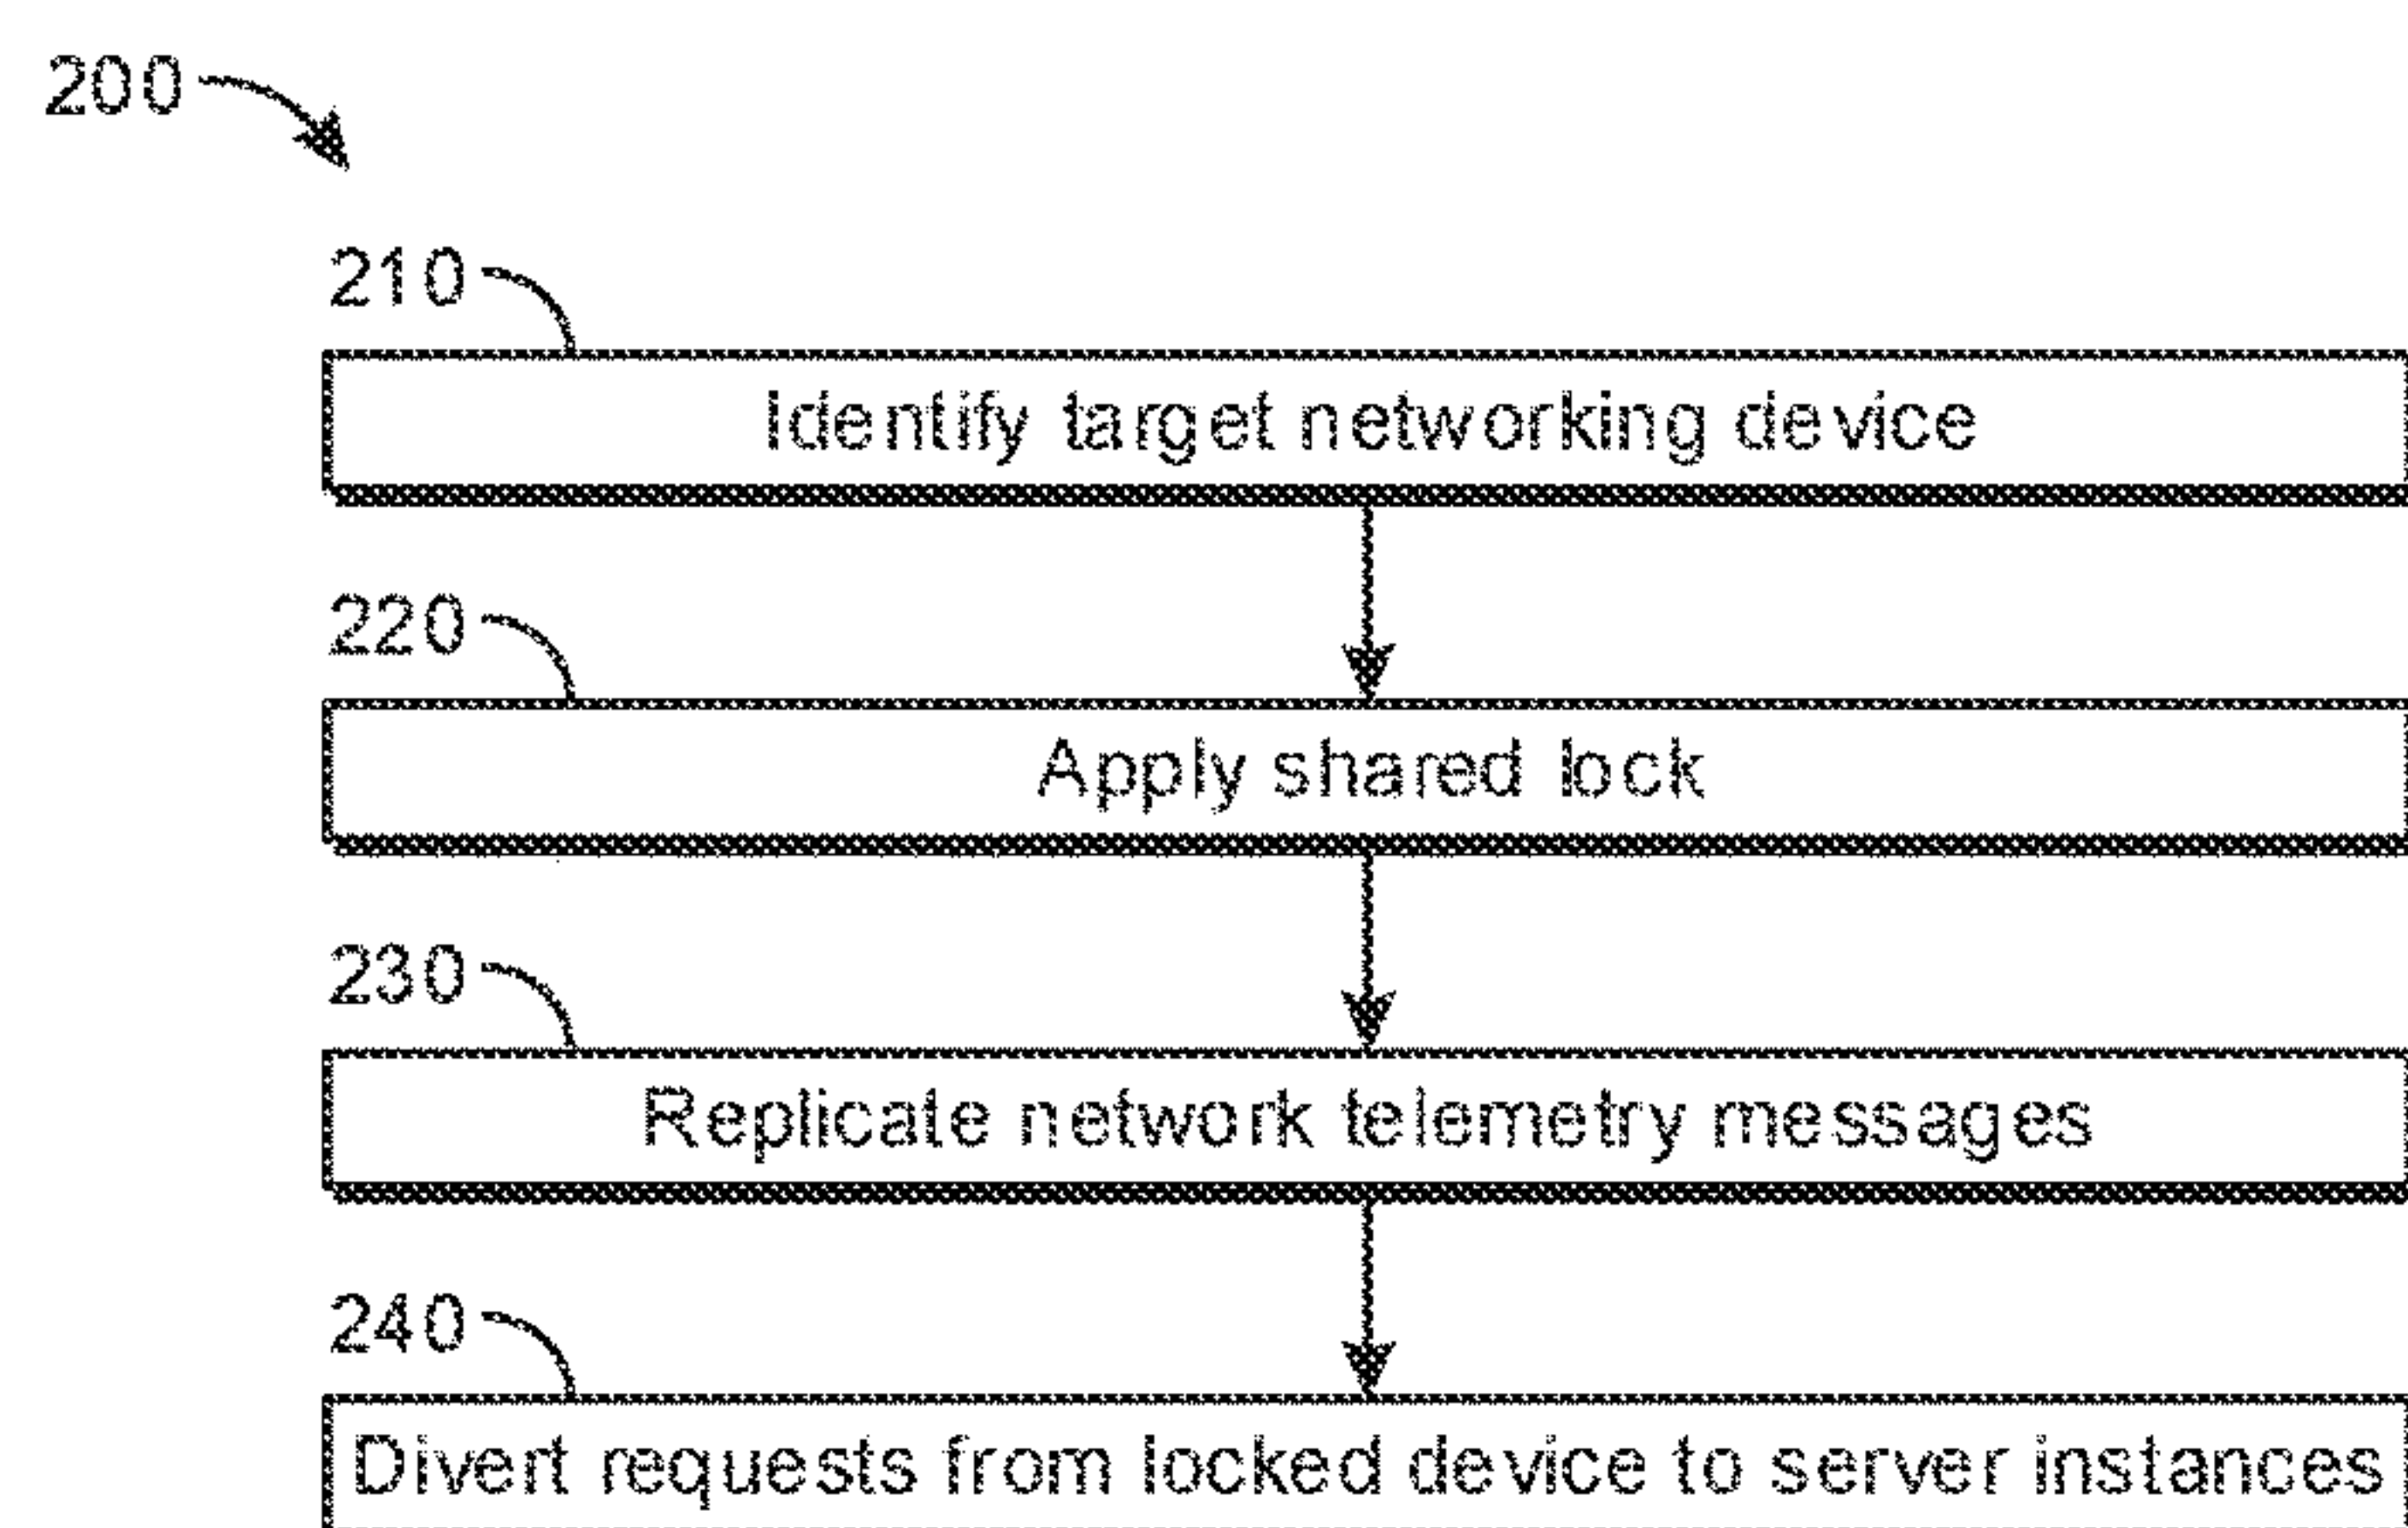 200
210
Identify target networking device
220
Apply shared lock
230
Replicate network telemetry messages
240
Divert requests from locked device to server instances